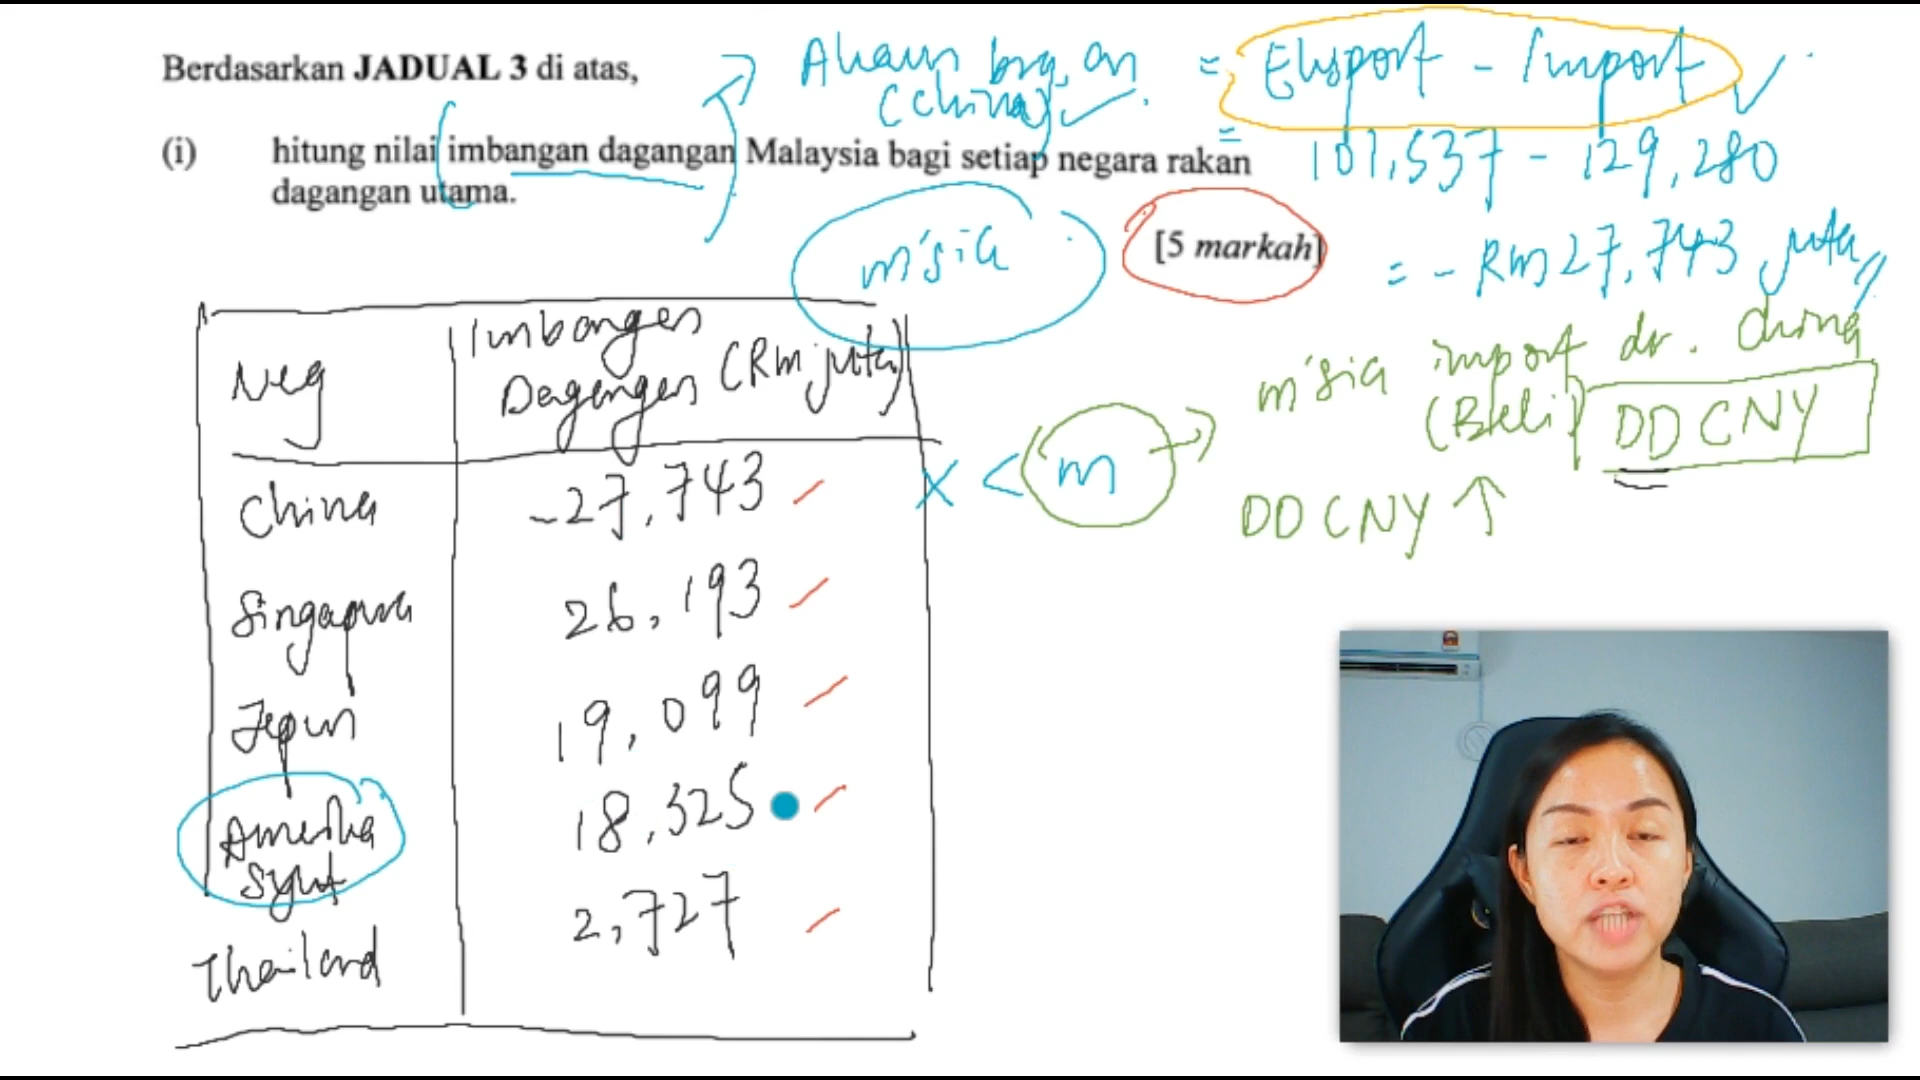 Berdasarkan JADUAL 3 di atas,
Akaun brg. an = Eksport - Import
(China)
(i) hitung nilai imbangan dagangan Malaysia bagi setiap negara rakan
dagangan utama.
= 101,537 - 129,280
[5 markah]
= - RM27,743 juta
m'sia
m'sia import dr. China
(Beli) DD CNY
X < m
DD CNY ↑
Neg Imbangan Dagangan (RM juta)
China -27,743
Singapura 26,193
Jepun 19,099
Amerika Sykt 18,325
Thailand 2,727